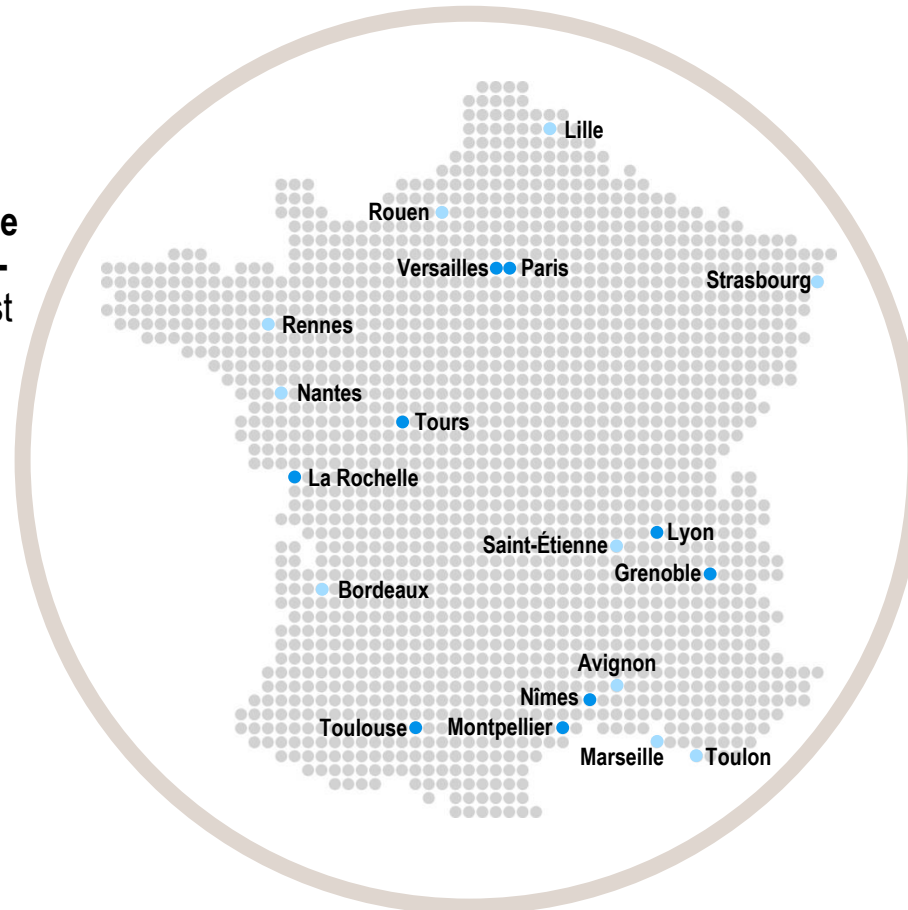 Lille
Rouen
e
Versailles
Paris
-
Strasbourg
st
Rennes
Nantes
Tours
La Rochelle
Lyon
Saint-Étienne
Grenoble
Bordeaux
Avignon
Nîmes
Toulouse
Montpellier
Marseille
Toulon